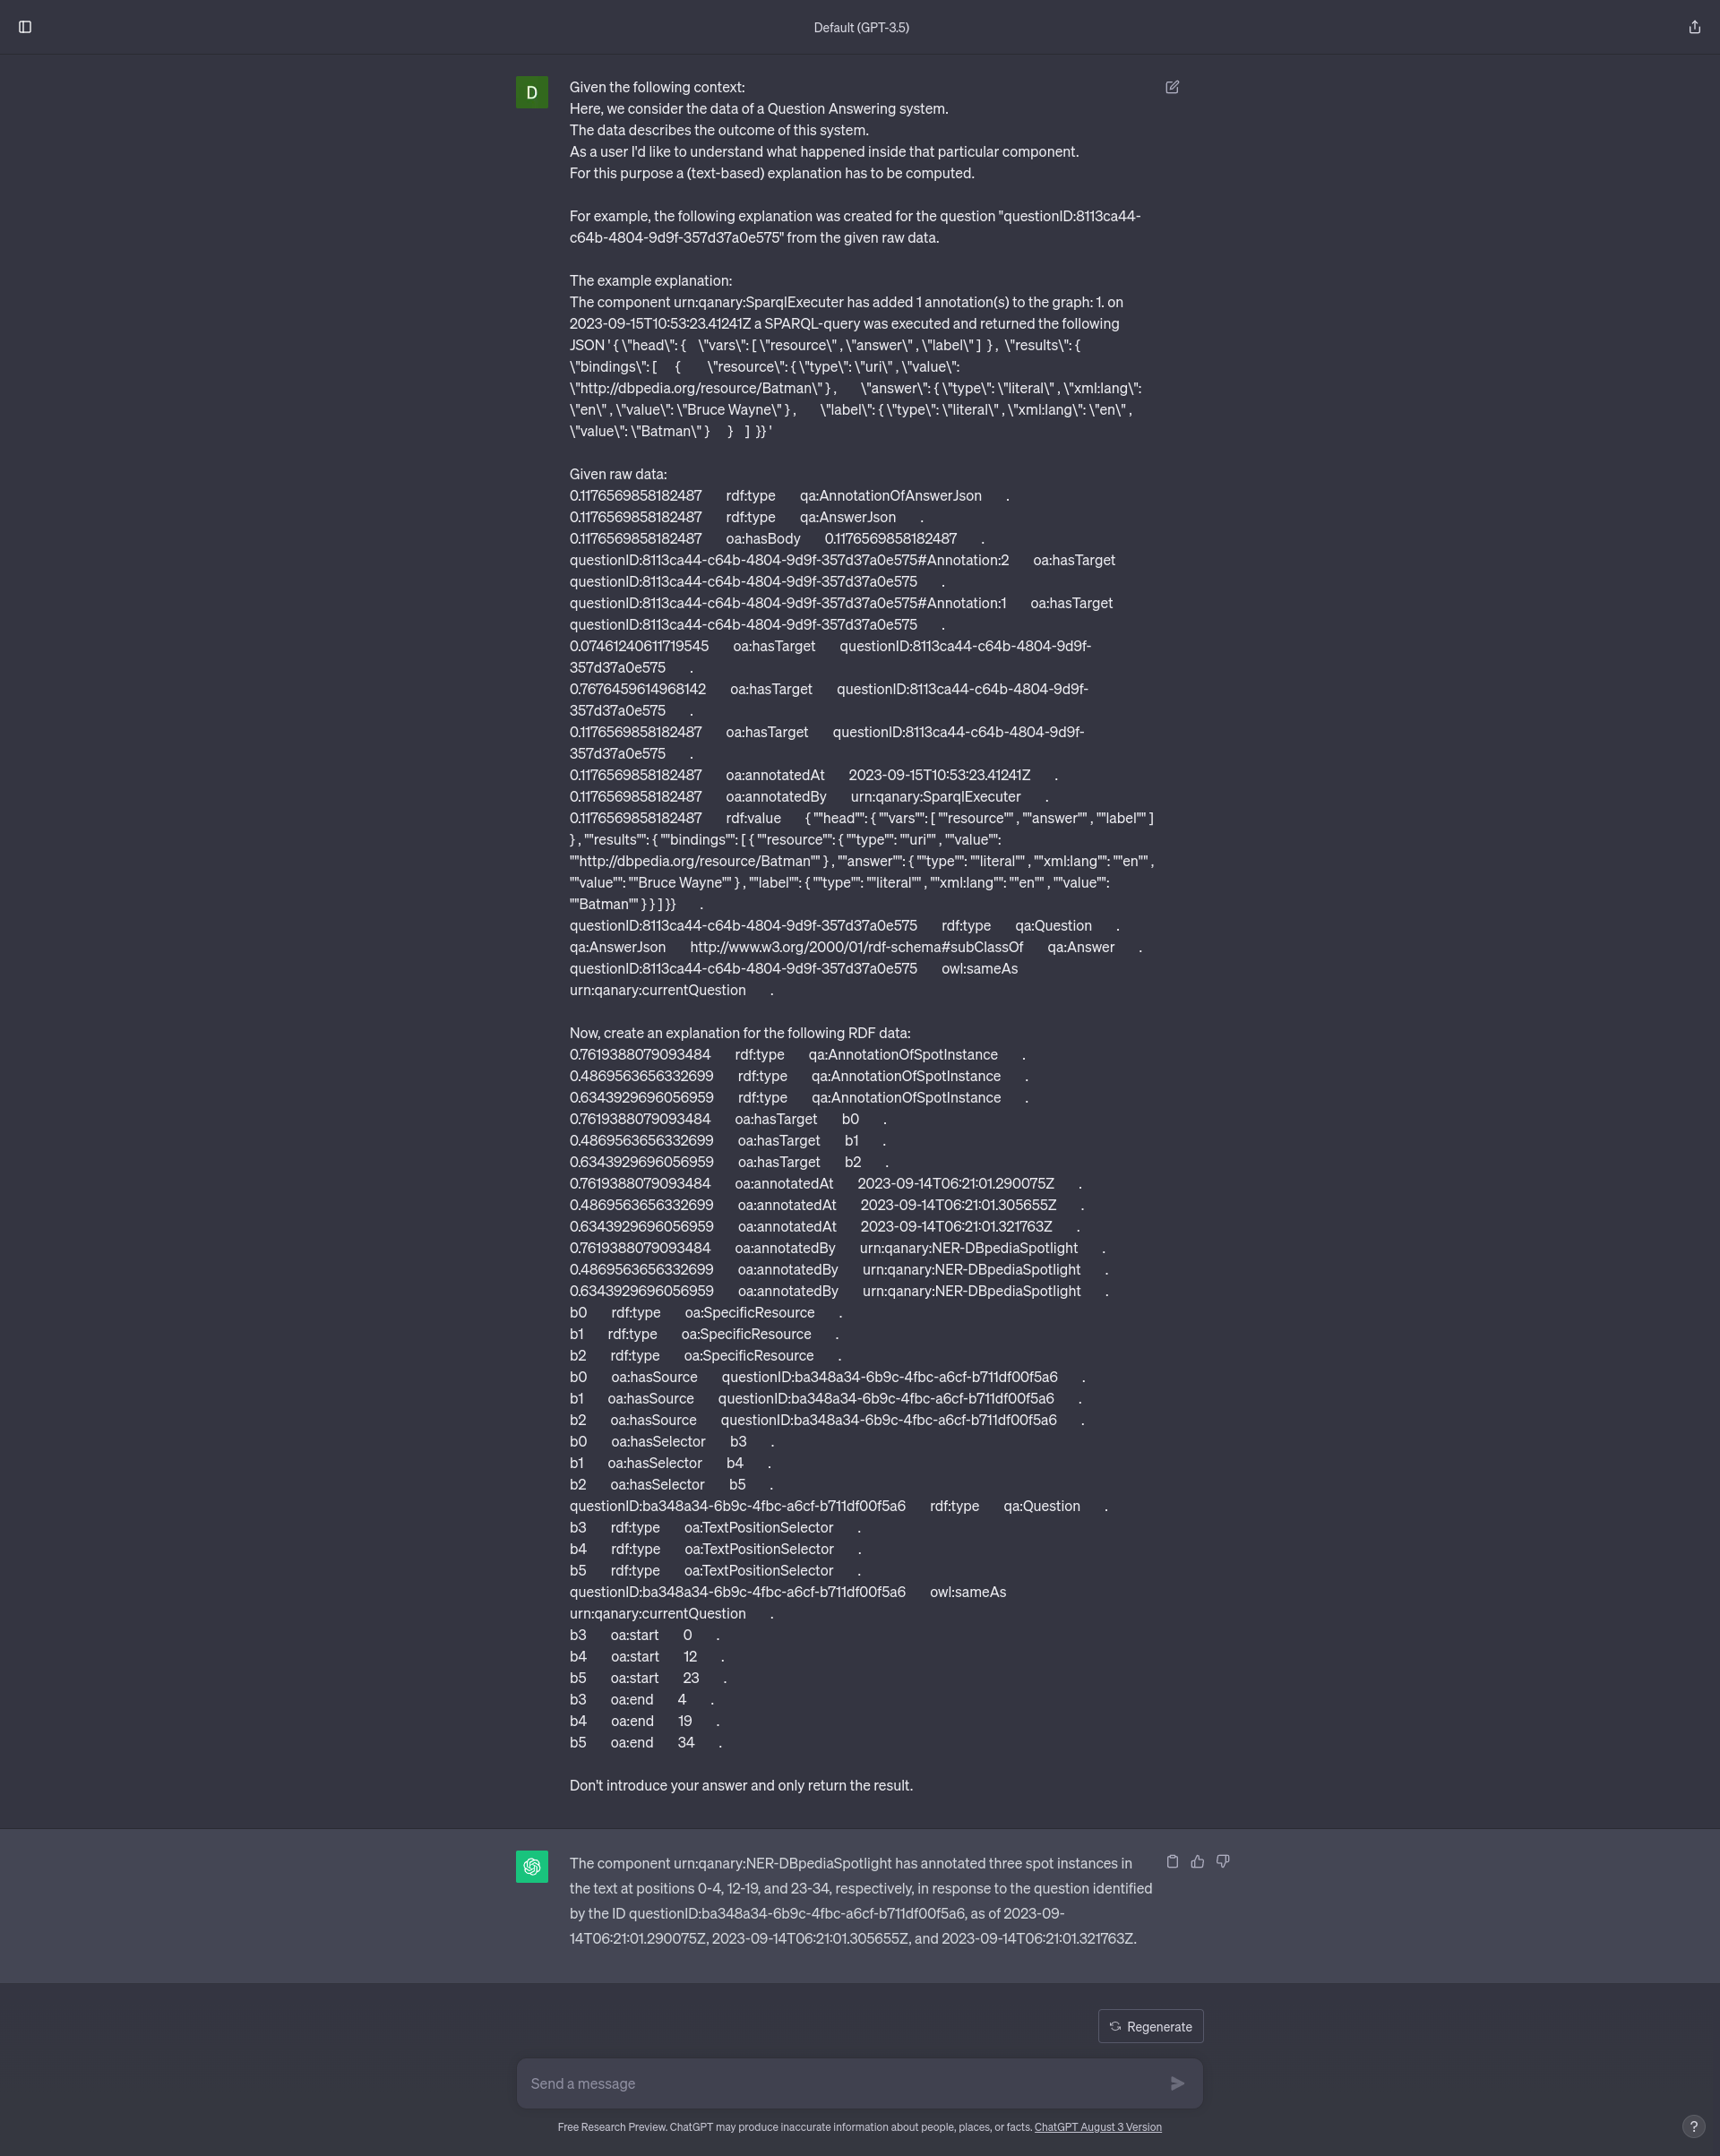 Default (GPT-3.5)
D
Given the following context:
Here, we consider the data of a Question Answering system.
The data describes the outcome of this system.
As a user I'd like to understand what happened inside that particular component.
For this purpose a (text-based) explanation has to be computed.
For example, the following explanation was created for the question "questionID:8113ca44-
c64b-4804-9d9f-357d37a0e575" from the given raw data.
The example explanation:
The component urn:qanary:SparqlExecuter has added 1 annotation(s) to the graph: 1. on
2023-09-15T10:53:23.41241Z a SPARQL-query was executed and returned the following
JSON ' { \"head\": { \"vars\": [ \"resource\" , \"answer\" , \"label\" ] } , \"results\": {
\"bindings\": [ { \"resource\": { \"type\": \"uri\" , \"value\":
\"http://dbpedia.org/resource/Batman\" } , \"answer\": { \"type\": \"literal\" , \"xml:lang\":
\"en\" , \"value\": \"Bruce Wayne\" } , \"label\": { \"type\": \"literal\" , \"xml:lang\": \"en\" ,
\"value\": \"Batman\" } } ] }} '
Given raw data:
0.1176569858182487 rdf:type qa:AnnotationOfAnswerJson .
0.1176569858182487 rdf:type qa:AnswerJson .
0.1176569858182487 oa:hasBody 0.1176569858182487 .
questionID:8113ca44-c64b-4804-9d9f-357d37a0e575#Annotation:2 oa:hasTarget
questionID:8113ca44-c64b-4804-9d9f-357d37a0e575 .
questionID:8113ca44-c64b-4804-9d9f-357d37a0e575#Annotation:1 oa:hasTarget
questionID:8113ca44-c64b-4804-9d9f-357d37a0e575 .
0.07461240611719545 oa:hasTarget questionID:8113ca44-c64b-4804-9d9f-
357d37a0e575 .
0.7676459614968142 oa:hasTarget questionID:8113ca44-c64b-4804-9d9f-
357d37a0e575 .
0.1176569858182487 oa:hasTarget questionID:8113ca44-c64b-4804-9d9f-
357d37a0e575 .
0.1176569858182487 oa:annotatedAt 2023-09-15T10:53:23.41241Z .
0.1176569858182487 oa:annotatedBy urn:qanary:SparqlExecuter .
0.1176569858182487 rdf:value { ""head"": { ""vars"": [ ""resource"" , ""answer"" , ""label"" ]
} , ""results"": { ""bindings"": [ { ""resource"": { ""type"": ""uri"" , ""value"":
""http://dbpedia.org/resource/Batman"" } , ""answer"": { ""type"": ""literal"" , ""xml:lang"": ""en"" ,
""value"": ""Bruce Wayne"" } , ""label"": { ""type"": ""literal"" , ""xml:lang"": ""en"" , ""value"":
""Batman"" } } ] }} .
questionID:8113ca44-c64b-4804-9d9f-357d37a0e575 rdf:type qa:Question .
qa:AnswerJson http://www.w3.org/2000/01/rdf-schema#subClassOf qa:Answer .
questionID:8113ca44-c64b-4804-9d9f-357d37a0e575 owl:sameAs
urn:qanary:currentQuestion .
Now, create an explanation for the following RDF data:
0.7619388079093484 rdf:type qa:AnnotationOfSpotInstance .
0.4869563656332699 rdf:type qa:AnnotationOfSpotInstance .
0.6343929696056959 rdf:type qa:AnnotationOfSpotInstance .
0.7619388079093484 oa:hasTarget b0 .
0.4869563656332699 oa:hasTarget b1 .
0.6343929696056959 oa:hasTarget b2 .
0.7619388079093484 oa:annotatedAt 2023-09-14T06:21:01.290075Z .
0.4869563656332699 oa:annotatedAt 2023-09-14T06:21:01.305655Z .
0.6343929696056959 oa:annotatedAt 2023-09-14T06:21:01.321763Z .
0.7619388079093484 oa:annotatedBy urn:qanary:NER-DBpediaSpotlight .
0.4869563656332699 oa:annotatedBy urn:qanary:NER-DBpediaSpotlight .
0.6343929696056959 oa:annotatedBy urn:qanary:NER-DBpediaSpotlight .
b0 rdf:type oa:SpecificResource .
b1 rdf:type oa:SpecificResource .
b2 rdf:type oa:SpecificResource .
b0 oa:hasSource questionID:ba348a34-6b9c-4fbc-a6cf-b711df00f5a6 .
b1 oa:hasSource questionID:ba348a34-6b9c-4fbc-a6cf-b711df00f5a6 .
b2 oa:hasSource questionID:ba348a34-6b9c-4fbc-a6cf-b711df00f5a6 .
b0 oa:hasSelector b3 .
b1 oa:hasSelector b4 .
b2 oa:hasSelector b5 .
questionID:ba348a34-6b9c-4fbc-a6cf-b711df00f5a6 rdf:type qa:Question .
b3 rdf:type oa:TextPositionSelector .
b4 rdf:type oa:TextPositionSelector .
b5 rdf:type oa:TextPositionSelector .
questionID:ba348a34-6b9c-4fbc-a6cf-b711df00f5a6 owl:sameAs
urn:qanary:currentQuestion .
b3 oa:start 0 .
b4 oa:start 12 .
b5 oa:start 23 .
b3 oa:end 4 .
b4 oa:end 19 .
b5 oa:end 34 .
Don't introduce your answer and only return the result.
The component urn:qanary:NER-DBpediaSpotlight has annotated three spot instances in
the text at positions 0-4, 12-19, and 23-34, respectively, in response to the question identified
by the ID questionID:ba348a34-6b9c-4fbc-a6cf-b711df00f5a6, as of 2023-09-
14T06:21:01.290075Z, 2023-09-14T06:21:01.305655Z, and 2023-09-14T06:21:01.321763Z.
Regenerate
Send a message
Free Research Preview. ChatGPT may produce inaccurate information about people, places, or facts. ChatGPT August 3 Version
?